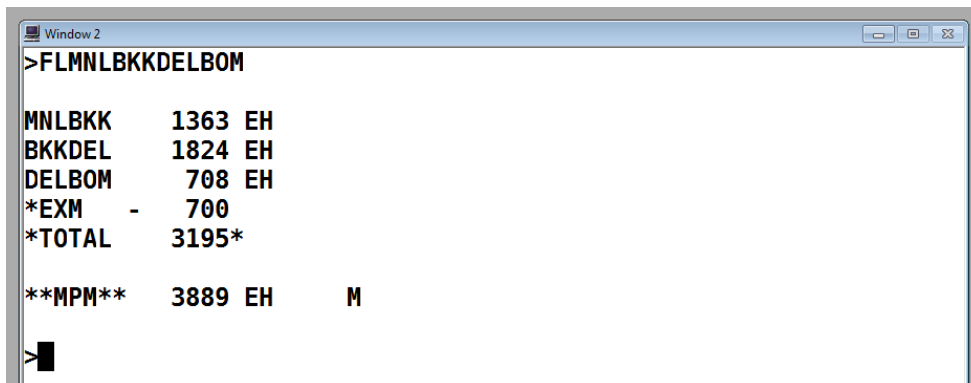 Window 2
>FLMNLBKKDELBOM
MNLBKK 1363 EH
BKKDEL 1824 EH
DELBOM 708 EH
*EXM - 700
*TOTAL 3195*
**MPM** 3889 EH M
>